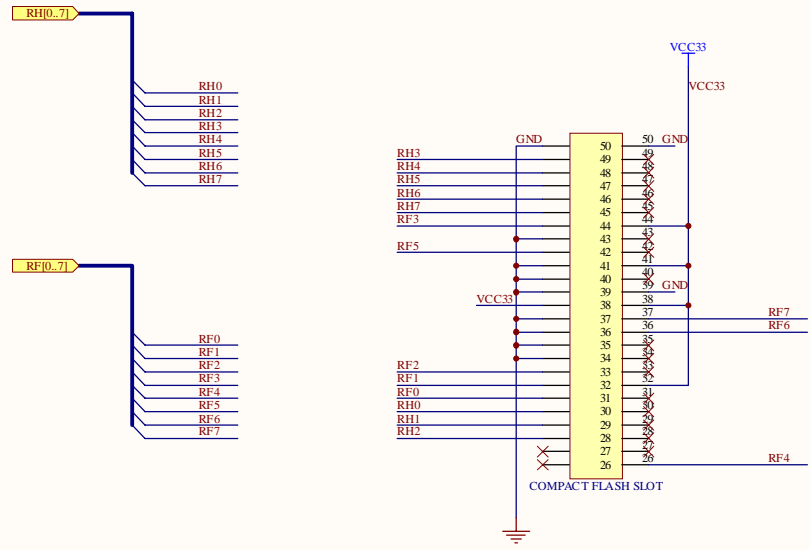 RH[0..7]
RH0
RH1
RH2
RH3
RH4
RH5
RH6
RH7
RF[0..7]
RF0
RF1
RF2
RF3
RF4
RF5
RF6
RF7
VCC33
VCC33
GND 50 50 GND
RH3 49 49
RH4 48 48
RH5 47 47
RH6 46 46
RH7 45 45
RF3 44 44
43 43
RF5 42 42
41 41
40 40
39 39 GND
VCC33 38 38
37 37 RF7
36 36 RF6
35 35
34 34
RF2 33 33
RF1 32 32
RF0 31 31
RH0 30 30
RH1 29 29
RH2 28 28
27 27
26 26 RF4
COMPACT FLASH SLOT